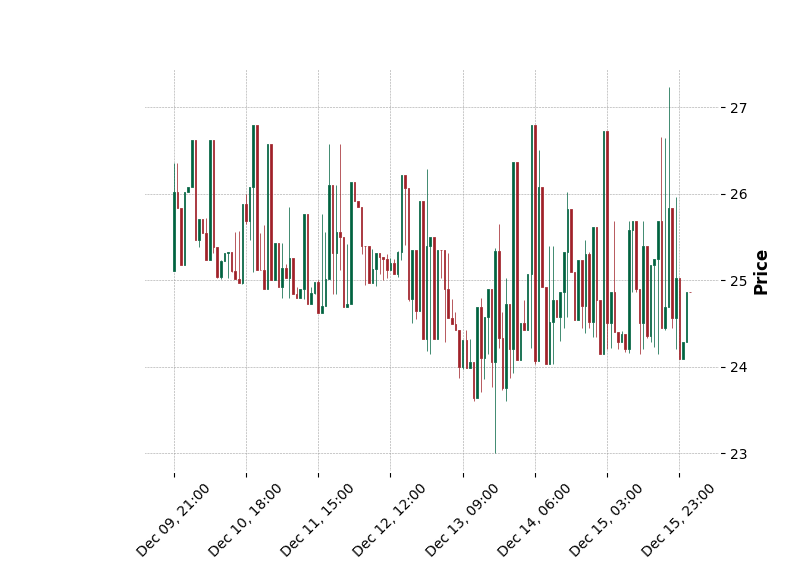 27
26
25
24
23
Price
Dec 09, 21:00
Dec 10, 18:00
Dec 11, 15:00
Dec 12, 12:00
Dec 13, 09:00
Dec 14, 06:00
Dec 15, 03:00
Dec 15, 23:00